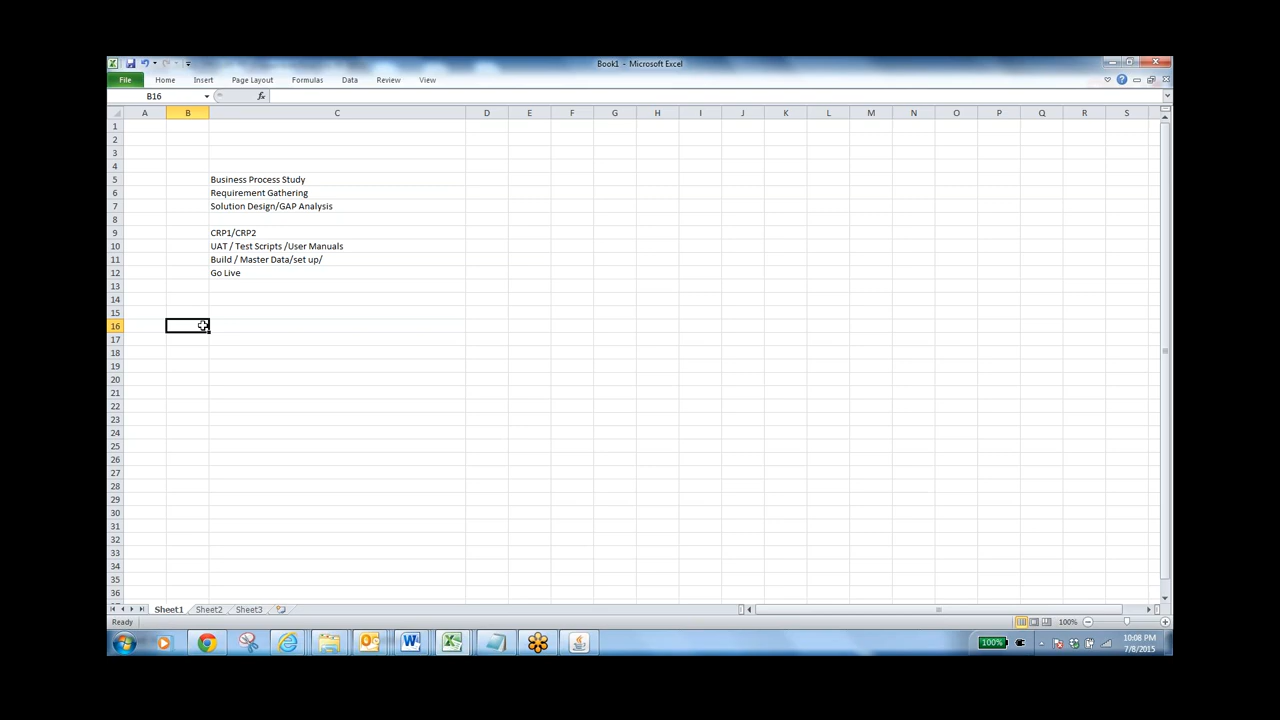 Book1 - Microsoft Excel
File Home Insert Page Layout Formulas Data Review View
B16 fx
A B C D E F G H I J K L M N O P Q R S
1
2
3
4
5 Business Process Study
6 Requirement Gathering
7 Solution Design/GAP Analysis
8
9 CRP1/CRP2
10 UAT / Test Scripts /User Manuals
11 Build / Master Data/set up/
12 Go Live
13
14
15
16
17
18
19
20
21
22
23
24
25
26
27
28
29
30
31
32
33
34
35
36
Sheet1 Sheet2 Sheet3
Ready 100%
100% 10:08 PM
7/8/2015